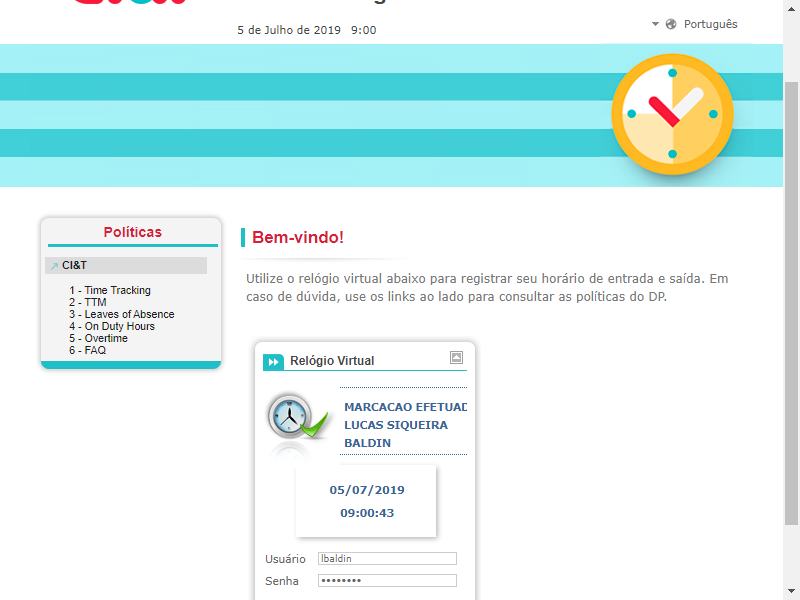 5 de Julho de 2019 9:00
Português
Políticas
CI&T
1 - Time Tracking
2 - TTM
3 - Leaves of Absence
4 - On Duty Hours
5 - Overtime
6 - FAQ
Bem-vindo!
Utilize o relógio virtual abaixo para registrar seu horário de entrada e saída. Em
caso de dúvida, use os links ao lado para consultar as políticas do DP.
Relógio Virtual
MARCACAO EFETUAD
LUCAS SIQUEIRA
BALDIN
05/07/2019
09:00:43
Usuário lbaldin
Senha ••••••••